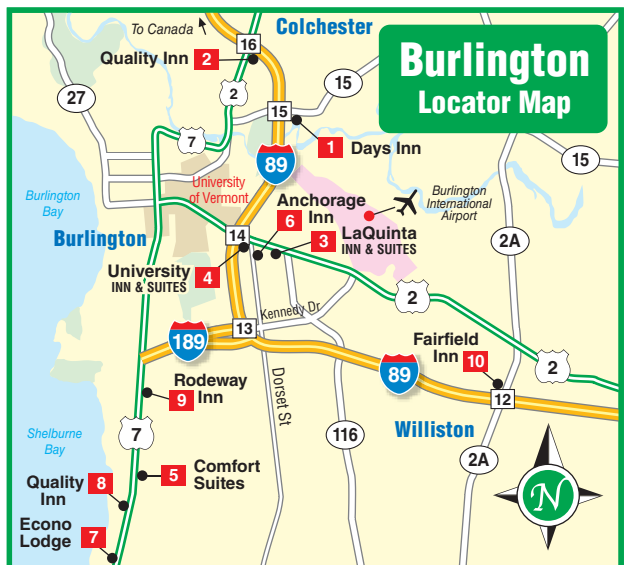 To Canada
Colchester
Burlington
Locator Map
16
Quality Inn 2
27
2
15
15
7
1 Days Inn
89
15
University
of Vermont
Burlington
Bay
Anchorage
Inn
6
Burlington
International
Airport
Burlington
14
3 LaQuinta
INN & SUITES
2A
University
INN & SUITES
4
2
Kennedy Dr
13
189
Fairfield
Inn 10
2
89
Rodeway
Inn
9
Dorset St
12
Shelburne
Bay
7
116
Williston
2A
5 Comfort
Suites
Quality
Inn
8
N
Econo
Lodge
7